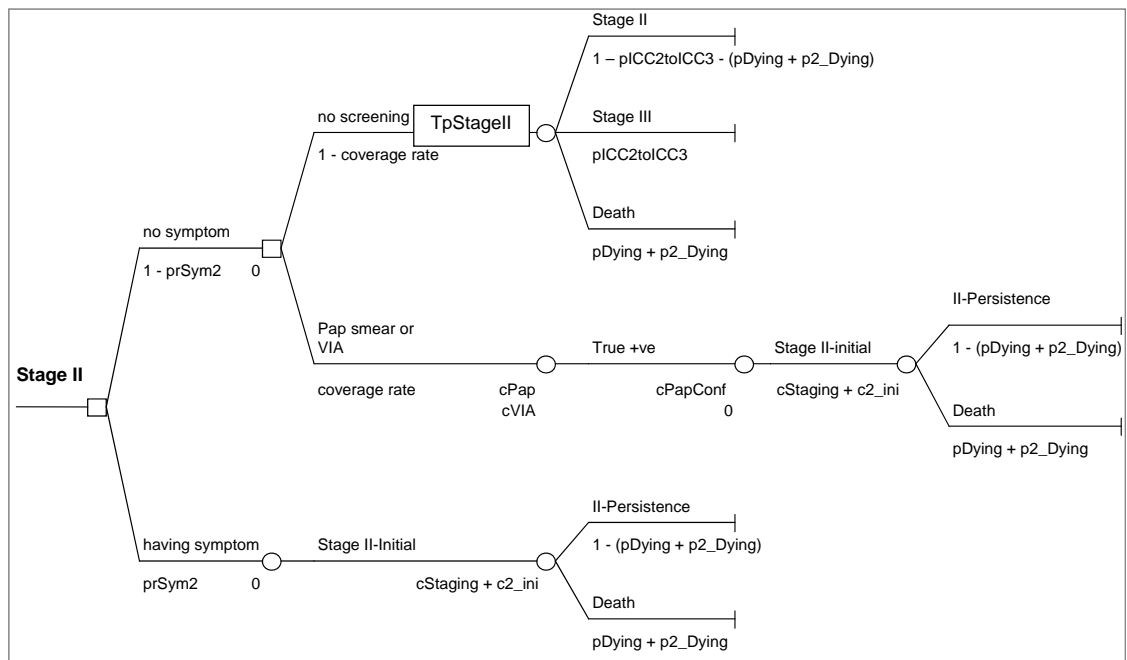 Stage II
1 – pICC2toICC3 - (pDying + p2_Dying)
no screening
TpStageII
1 - coverage rate
Stage III
pICC2toICC3
Death
pDying + p2_Dying
no symptom
1 - prSym2 0
Pap smear or
VIA
coverage rate
cPap
cVIA
True +ve
cPapConf
0
Stage II-initial
cStaging + c2_ini
II-Persistence
1 - (pDying + p2_Dying)
Death
pDying + p2_Dying
Stage II
having symptom
prSym2 0
Stage II-Initial
cStaging + c2_ini
II-Persistence
1 - (pDying + p2_Dying)
Death
pDying + p2_Dying